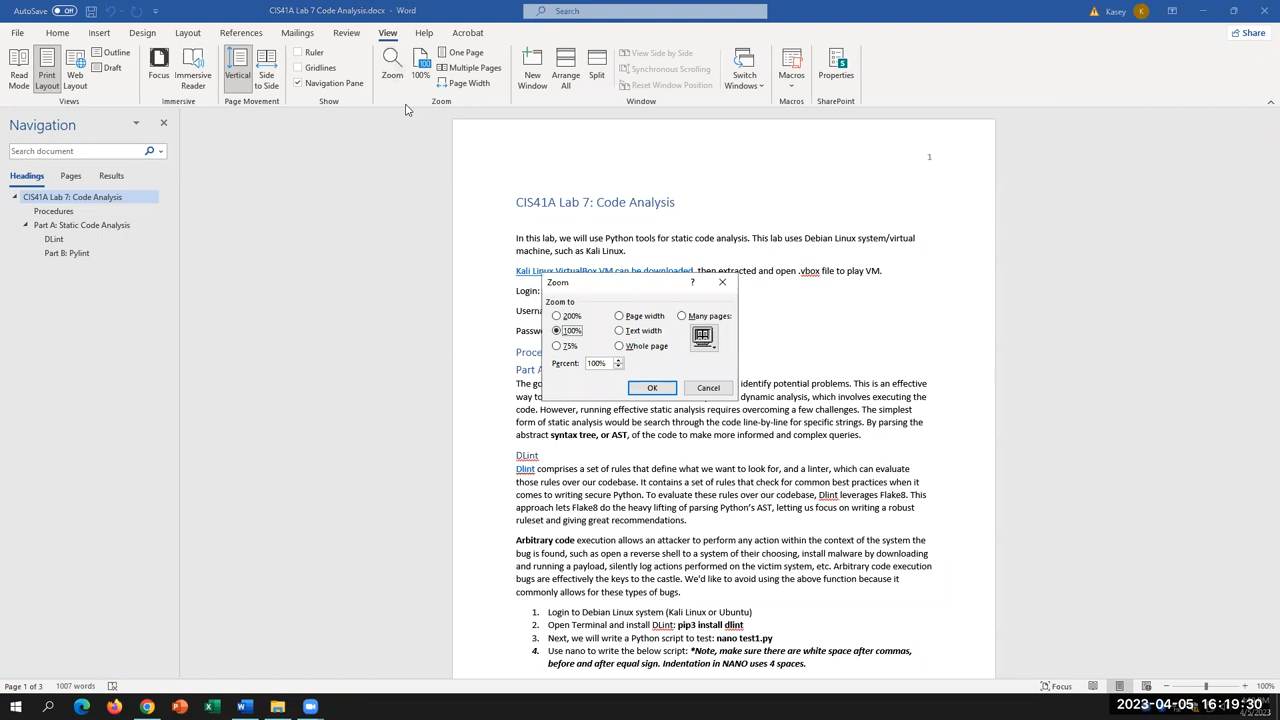 AutoSave Off
CIS41A Lab 7 Code Analysis.docx - Word
Search
Kasey K
File Home Insert Draw Design Layout References Mailings Review View Help Acrobat
Share
Read Mode
Print Layout
Web Layout
Outline
Draft
Views
Focus
Immersive Reader
Immersive
Vertical
Side to Side
Page Movement
Ruler
Gridlines
Navigation Pane
Show
Zoom
100
100%
One Page
Multiple Pages
Page Width
Zoom
New Window
Arrange All
Split
View Side by Side
Synchronous Scrolling
Reset Window Position
Window
Switch Windows
Macros
Macros
Properties
SharePoint
Navigation
Search document
Headings Pages Results
CIS41A Lab 7: Code Analysis
Procedures
Part A: Static Code Analysis
DLint
Part B: Pylint
1
CIS41A Lab 7: Code Analysis
In this lab, we will use Python tools for static code analysis. This lab uses Debian Linux system/virtual
machine, such as Kali Linux.
Kali Linux VirtualBox VM can be downloaded, then extracted and open .vbox file to play VM.
Login:
Userna
Passwo
Proce
Part A
Zoom ?
Zoom to
200% Page width Many pages:
100% Text width
75% Whole page
Percent: 100%
OK Cancel
The go identify potential problems. This is an effective
way to dynamic analysis, which involves executing the
code. However, running effective static analysis requires overcoming a few challenges. The simplest
form of static analysis would be search through the code line-by-line for specific strings. By parsing the
abstract syntax tree, or AST, of the code to make more informed and complex queries.
DLint
Dlint comprises a set of rules that define what we want to look for, and a linter, which can evaluate
those rules over our codebase. It contains a set of rules that check for common best practices when it
comes to writing secure Python. To evaluate these rules over our codebase, Dlint leverages Flake8. This
approach lets Flake8 do the heavy lifting of parsing Python's AST, letting us focus on writing a robust
ruleset and giving great recommendations.
Arbitrary code execution allows an attacker to perform any action within the context of the system the
bug is found, such as open a reverse shell to a system of their choosing, install malware by downloading
and running a payload, silently log actions performed on the victim system, etc. Arbitrary code execution
bugs are effectively the keys to the castle. We'd like to avoid using the above function because it
commonly allows for these types of bugs.
1. Login to Debian Linux system (Kali Linux or Ubuntu)
2. Open Terminal and install DLint: pip3 install dlint
3. Next, we will write a Python script to test: nano test1.py
4. Use nano to write the below script: *Note, make sure there are white space after commas,
before and after equal sign. Indentation in NANO uses 4 spaces.
Page 1 of 3 1007 words
Focus
100%
2023-04-05 16:19:30
4/5/2023